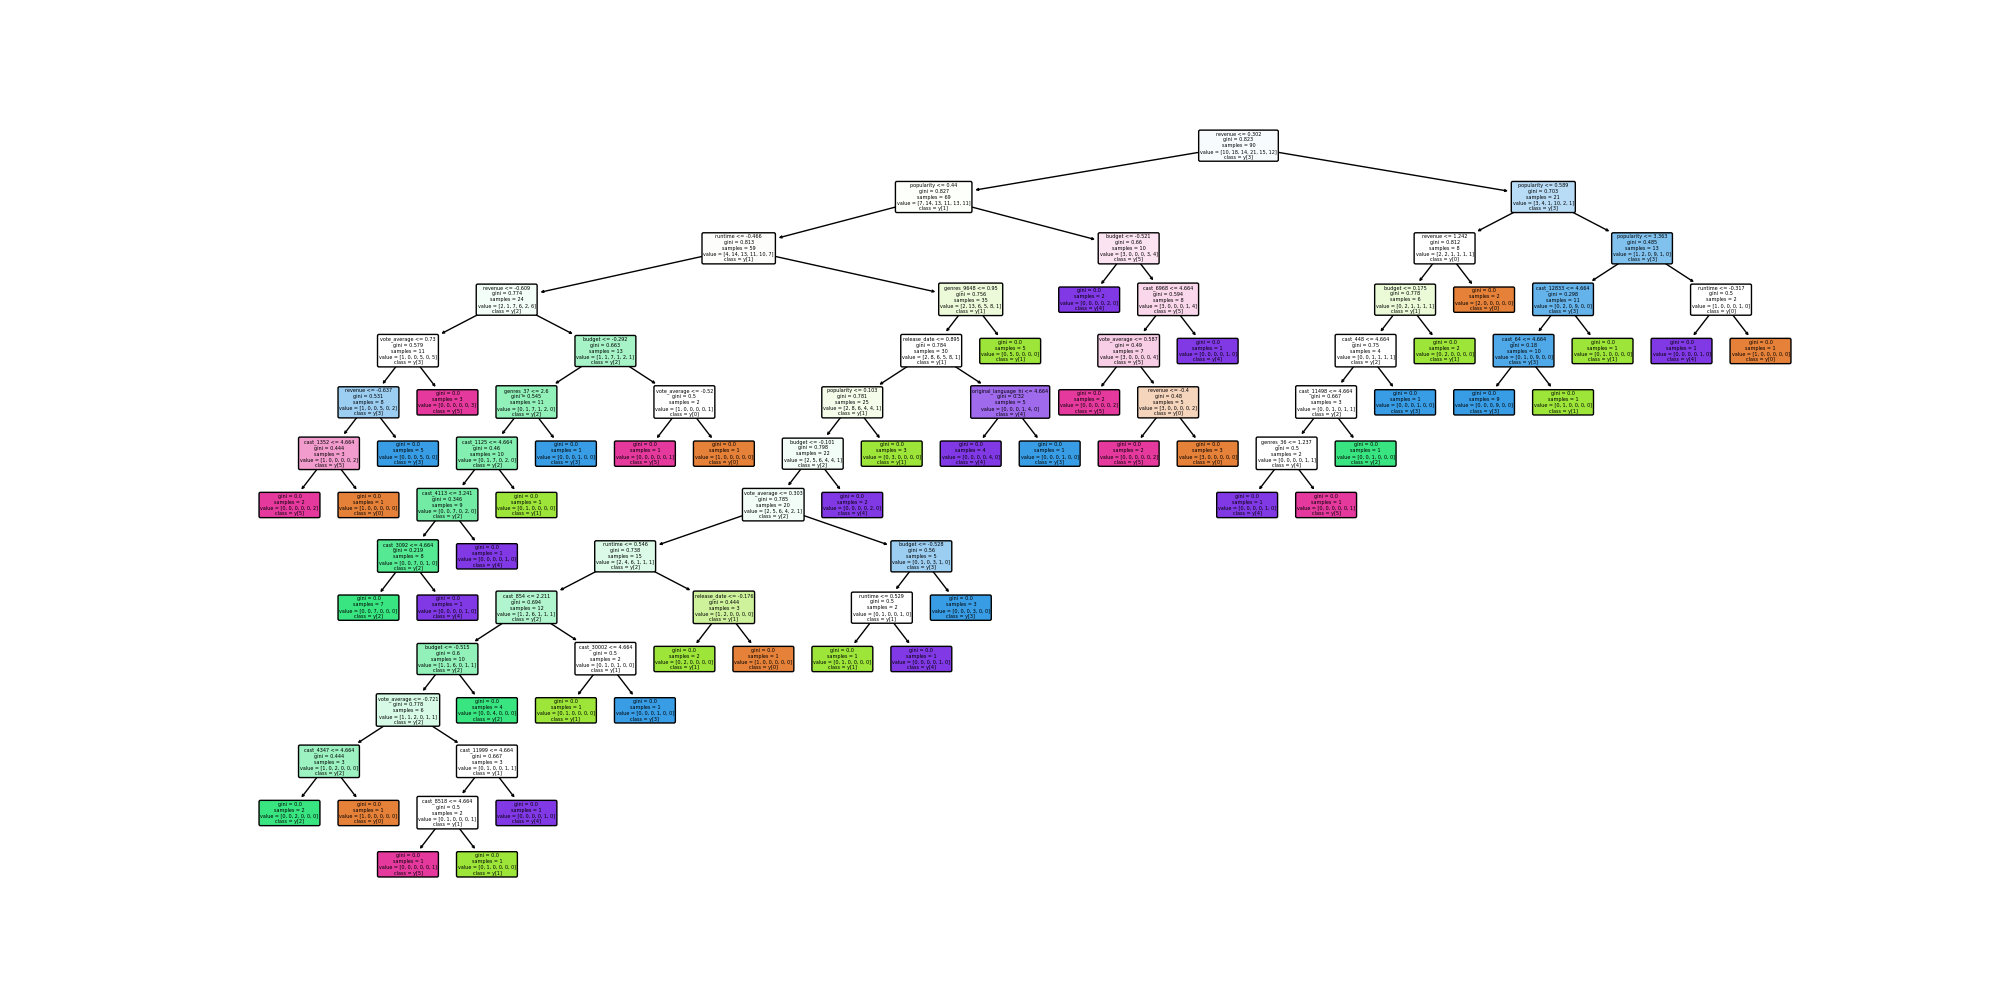 revenue <= 0.302
gini = 0.823
samples = 90
value = [10, 18, 14, 21, 15, 12]
class = y[3]
popularity <= 0.44
gini = 0.827
samples = 69
value = [7, 14, 13, 11, 13, 11]
class = y[1]
popularity <= 0.589
gini = 0.703
samples = 21
value = [3, 4, 1, 10, 2, 1]
class = y[3]
runtime <= -0.466
gini = 0.813
samples = 59
value = [4, 14, 13, 11, 10, 7]
class = y[1]
budget <= -0.521
gini = 0.66
samples = 10
value = [3, 0, 0, 0, 3, 4]
class = y[5]
revenue <= 1.242
gini = 0.812
samples = 8
value = [2, 2, 1, 1, 1, 1]
class = y[0]
popularity <= 3.363
gini = 0.485
samples = 13
value = [1, 2, 0, 9, 1, 0]
class = y[3]
revenue <= -0.609
gini = 0.774
samples = 24
value = [2, 1, 7, 6, 2, 6]
class = y[2]
genres_9648 <= 0.95
gini = 0.756
samples = 35
value = [2, 13, 6, 5, 8, 1]
class = y[1]
gini = 0.0
samples = 2
value = [0, 0, 0, 0, 2, 0]
class = y[4]
cast_6968 <= 4.664
gini = 0.594
samples = 8
value = [3, 0, 0, 0, 1, 4]
class = y[5]
budget <= 0.175
gini = 0.778
samples = 6
value = [0, 2, 1, 1, 1, 1]
class = y[1]
gini = 0.0
samples = 2
value = [2, 0, 0, 0, 0, 0]
class = y[0]
cast_12833 <= 4.664
gini = 0.298
samples = 11
value = [0, 2, 0, 9, 0, 0]
class = y[3]
runtime <= -0.317
gini = 0.5
samples = 2
value = [1, 0, 0, 0, 1, 0]
class = y[0]
vote_average <= 0.73
gini = 0.579
samples = 11
value = [1, 0, 0, 5, 0, 5]
class = y[3]
budget <= -0.292
gini = 0.663
samples = 13
value = [1, 1, 7, 1, 2, 1]
class = y[2]
release_date <= 0.895
gini = 0.784
samples = 30
value = [2, 8, 6, 5, 8, 1]
class = y[1]
gini = 0.0
samples = 5
value = [0, 5, 0, 0, 0, 0]
class = y[1]
vote_average <= 0.587
gini = 0.49
samples = 7
value = [3, 0, 0, 0, 0, 4]
class = y[5]
gini = 0.0
samples = 1
value = [0, 0, 0, 0, 1, 0]
class = y[4]
cast_448 <= 4.664
gini = 0.75
samples = 4
value = [0, 0, 1, 1, 1, 1]
class = y[2]
gini = 0.0
samples = 2
value = [0, 2, 0, 0, 0, 0]
class = y[1]
cast_64 <= 4.664
gini = 0.18
samples = 10
value = [0, 1, 0, 9, 0, 0]
class = y[3]
gini = 0.0
samples = 1
value = [0, 1, 0, 0, 0, 0]
class = y[1]
gini = 0.0
samples = 1
value = [0, 0, 0, 0, 1, 0]
class = y[4]
gini = 0.0
samples = 1
value = [1, 0, 0, 0, 0, 0]
class = y[0]
revenue <= -0.637
gini = 0.531
samples = 8
value = [1, 0, 0, 5, 0, 2]
class = y[3]
gini = 0.0
samples = 3
value = [0, 0, 0, 0, 0, 3]
class = y[5]
genres_37 <= 2.6
gini = 0.545
samples = 11
value = [0, 1, 7, 1, 2, 0]
class = y[2]
vote_average <= -0.52
gini = 0.5
samples = 2
value = [1, 0, 0, 0, 0, 1]
class = y[0]
popularity <= 0.103
gini = 0.781
samples = 25
value = [2, 8, 6, 4, 4, 1]
class = y[1]
original_language_hi <= 4.664
gini = 0.32
samples = 5
value = [0, 0, 0, 1, 4, 0]
class = y[4]
gini = 0.0
samples = 2
value = [0, 0, 0, 0, 0, 2]
class = y[5]
revenue <= -0.4
gini = 0.48
samples = 5
value = [3, 0, 0, 0, 0, 2]
class = y[0]
cast_11498 <= 4.664
gini = 0.667
samples = 3
value = [0, 0, 1, 0, 1, 1]
class = y[2]
gini = 0.0
samples = 1
value = [0, 0, 0, 1, 0, 0]
class = y[3]
gini = 0.0
samples = 9
value = [0, 0, 0, 9, 0, 0]
class = y[3]
gini = 0.0
samples = 1
value = [0, 1, 0, 0, 0, 0]
class = y[1]
cast_1352 <= 4.664
gini = 0.444
samples = 3
value = [1, 0, 0, 0, 0, 2]
class = y[5]
gini = 0.0
samples = 5
value = [0, 0, 0, 5, 0, 0]
class = y[3]
cast_1125 <= 4.664
gini = 0.46
samples = 10
value = [0, 1, 7, 0, 2, 0]
class = y[2]
gini = 0.0
samples = 1
value = [0, 0, 0, 1, 0, 0]
class = y[3]
gini = 0.0
samples = 1
value = [0, 0, 0, 0, 0, 1]
class = y[5]
gini = 0.0
samples = 1
value = [1, 0, 0, 0, 0, 0]
class = y[0]
budget <= -0.101
gini = 0.798
samples = 22
value = [2, 5, 6, 4, 4, 1]
class = y[2]
gini = 0.0
samples = 3
value = [0, 3, 0, 0, 0, 0]
class = y[1]
gini = 0.0
samples = 4
value = [0, 0, 0, 0, 4, 0]
class = y[4]
gini = 0.0
samples = 1
value = [0, 0, 0, 1, 0, 0]
class = y[3]
gini = 0.0
samples = 2
value = [0, 0, 0, 0, 0, 2]
class = y[5]
gini = 0.0
samples = 3
value = [3, 0, 0, 0, 0, 0]
class = y[0]
genres_36 <= 1.237
gini = 0.5
samples = 2
value = [0, 0, 0, 0, 1, 1]
class = y[4]
gini = 0.0
samples = 1
value = [0, 0, 1, 0, 0, 0]
class = y[2]
gini = 0.0
samples = 2
value = [0, 0, 0, 0, 0, 2]
class = y[5]
gini = 0.0
samples = 1
value = [1, 0, 0, 0, 0, 0]
class = y[0]
cast_4113 <= 3.241
gini = 0.346
samples = 9
value = [0, 0, 7, 0, 2, 0]
class = y[2]
gini = 0.0
samples = 1
value = [0, 1, 0, 0, 0, 0]
class = y[1]
vote_average <= 0.303
gini = 0.785
samples = 20
value = [2, 5, 6, 4, 2, 1]
class = y[2]
gini = 0.0
samples = 2
value = [0, 0, 0, 0, 2, 0]
class = y[4]
gini = 0.0
samples = 1
value = [0, 0, 0, 0, 1, 0]
class = y[4]
gini = 0.0
samples = 1
value = [0, 0, 0, 0, 0, 1]
class = y[5]
cast_3092 <= 4.664
gini = 0.219
samples = 8
value = [0, 0, 7, 0, 1, 0]
class = y[2]
gini = 0.0
samples = 1
value = [0, 0, 0, 0, 1, 0]
class = y[4]
runtime <= 0.546
gini = 0.738
samples = 15
value = [2, 4, 6, 1, 1, 1]
class = y[2]
budget <= -0.528
gini = 0.56
samples = 5
value = [0, 1, 0, 3, 1, 0]
class = y[3]
gini = 0.0
samples = 7
value = [0, 0, 7, 0, 0, 0]
class = y[2]
gini = 0.0
samples = 1
value = [0, 0, 0, 0, 1, 0]
class = y[4]
cast_854 <= 2.211
gini = 0.694
samples = 12
value = [1, 2, 6, 1, 1, 1]
class = y[2]
release_date <= -0.176
gini = 0.444
samples = 3
value = [1, 2, 0, 0, 0, 0]
class = y[1]
runtime <= 0.529
gini = 0.5
samples = 2
value = [0, 1, 0, 0, 1, 0]
class = y[1]
gini = 0.0
samples = 3
value = [0, 0, 0, 3, 0, 0]
class = y[3]
budget <= -0.515
gini = 0.6
samples = 10
value = [1, 1, 6, 0, 1, 1]
class = y[2]
cast_30002 <= 4.664
gini = 0.5
samples = 2
value = [0, 1, 0, 1, 0, 0]
class = y[1]
gini = 0.0
samples = 2
value = [0, 2, 0, 0, 0, 0]
class = y[1]
gini = 0.0
samples = 1
value = [1, 0, 0, 0, 0, 0]
class = y[0]
gini = 0.0
samples = 1
value = [0, 1, 0, 0, 0, 0]
class = y[1]
gini = 0.0
samples = 1
value = [0, 0, 0, 0, 1, 0]
class = y[4]
vote_average <= -0.721
gini = 0.778
samples = 6
value = [1, 1, 2, 0, 1, 1]
class = y[2]
gini = 0.0
samples = 4
value = [0, 0, 4, 0, 0, 0]
class = y[2]
gini = 0.0
samples = 1
value = [0, 1, 0, 0, 0, 0]
class = y[1]
gini = 0.0
samples = 1
value = [0, 0, 0, 1, 0, 0]
class = y[3]
cast_4347 <= 4.664
gini = 0.444
samples = 3
value = [1, 0, 2, 0, 0, 0]
class = y[2]
cast_11999 <= 4.664
gini = 0.667
samples = 3
value = [0, 1, 0, 0, 1, 1]
class = y[1]
gini = 0.0
samples = 2
value = [0, 0, 2, 0, 0, 0]
class = y[2]
gini = 0.0
samples = 1
value = [1, 0, 0, 0, 0, 0]
class = y[0]
cast_8518 <= 4.664
gini = 0.5
samples = 2
value = [0, 1, 0, 0, 0, 1]
class = y[1]
gini = 0.0
samples = 1
value = [0, 0, 0, 0, 1, 0]
class = y[4]
gini = 0.0
samples = 1
value = [0, 0, 0, 0, 0, 1]
class = y[5]
gini = 0.0
samples = 1
value = [0, 1, 0, 0, 0, 0]
class = y[1]